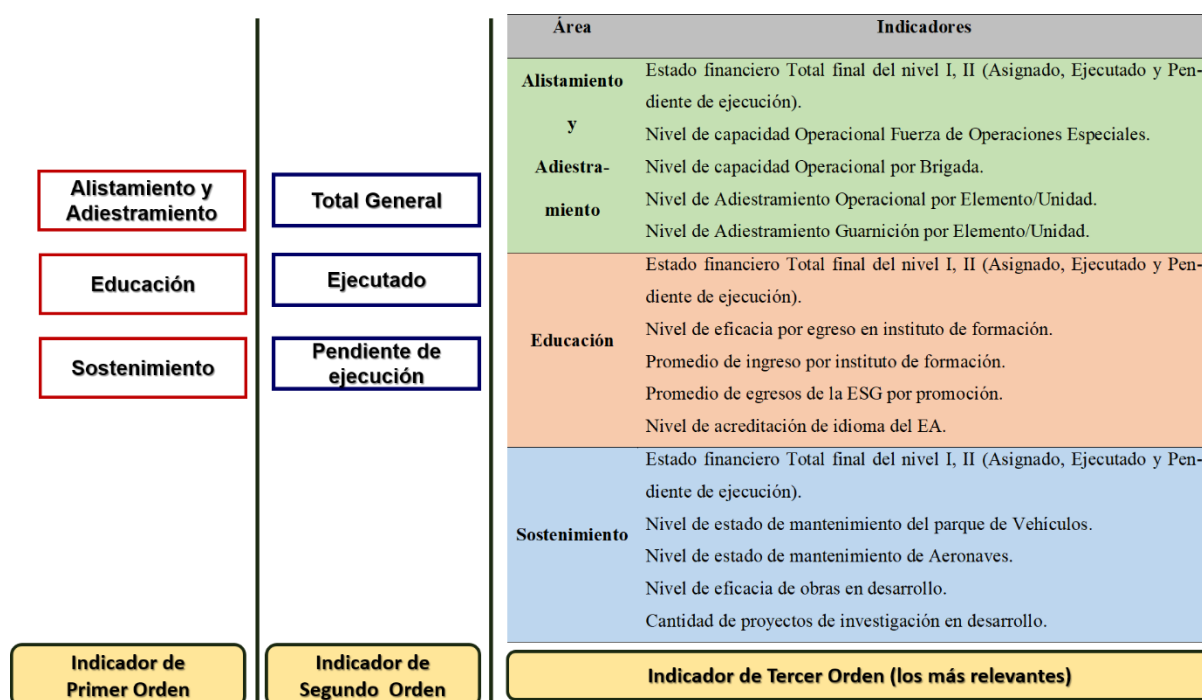 Alistamiento y
Adiestramiento
Educación
Sostenimiento
Indicador de
Primer Orden
Total General
Ejecutado
Pendiente de
ejecución
Indicador de
Segundo Orden
Área
Indicadores
Alistamiento
y
Adiestra-
miento
Estado financiero Total final del nivel I, II (Asignado, Ejecutado y Pen-
diente de ejecución).
Nivel de capacidad Operacional Fuerza de Operaciones Especiales.
Nivel de capacidad Operacional por Brigada.
Nivel de Adiestramiento Operacional por Elemento/Unidad.
Nivel de Adiestramiento Guarnición por Elemento/Unidad.
Educación
Estado financiero Total final del nivel I, II (Asignado, Ejecutado y Pen-
diente de ejecución).
Nivel de eficacia por egreso en instituto de formación.
Promedio de ingreso por instituto de formación.
Promedio de egresos de la ESG por promoción.
Nivel de acreditación de idioma del EA.
Sostenimiento
Estado financiero Total final del nivel I, II (Asignado, Ejecutado y Pen-
diente de ejecución).
Nivel de estado de mantenimiento del parque de Vehículos.
Nivel de estado de mantenimiento de Aeronaves.
Nivel de eficacia de obras en desarrollo.
Cantidad de proyectos de investigación en desarrollo.
Indicador de Tercer Orden (los más relevantes)